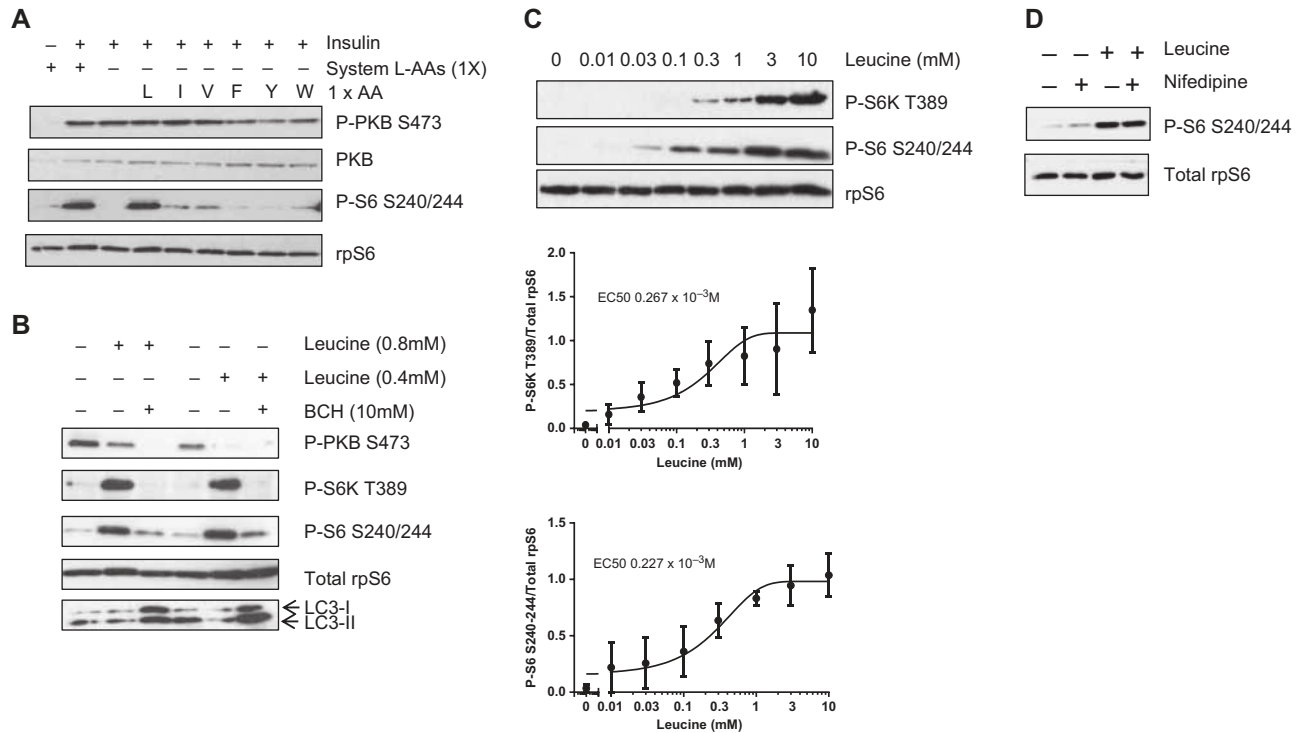 A
– + + + + + + + + Insulin
+ + – – – – – – – System L-AAs (1X)
L I V F Y W 1 x AA
P-PKB S473
PKB
P-S6 S240/244
rpS6
B
– + + – – – Leucine (0.8mM)
– – – – + + Leucine (0.4mM)
– – + – – + BCH (10mM)
P-PKB S473
P-S6K T389
P-S6 S240/244
Total rpS6
LC3-I
LC3-II
C
0 0.01 0.03 0.1 0.3 1 3 10 Leucine (mM)
P-S6K T389
P-S6 S240/244
rpS6
P-S6K T389/Total rpS6
2.0
1.5
1.0
0.5
0.0
EC50 0.267 x 10⁻³M
0 0.01 0.03 0.1 0.3 1 3 10
Leucine (mM)
P-S6 S240-244/Total rpS6
1.5
1.0
0.5
0.0
EC50 0.227 x 10⁻³M
0 0.01 0.03 0.1 0.3 1 3 10
Leucine (mM)
D
– – + + Leucine
– + – + Nifedipine
P-S6 S240/244
Total rpS6